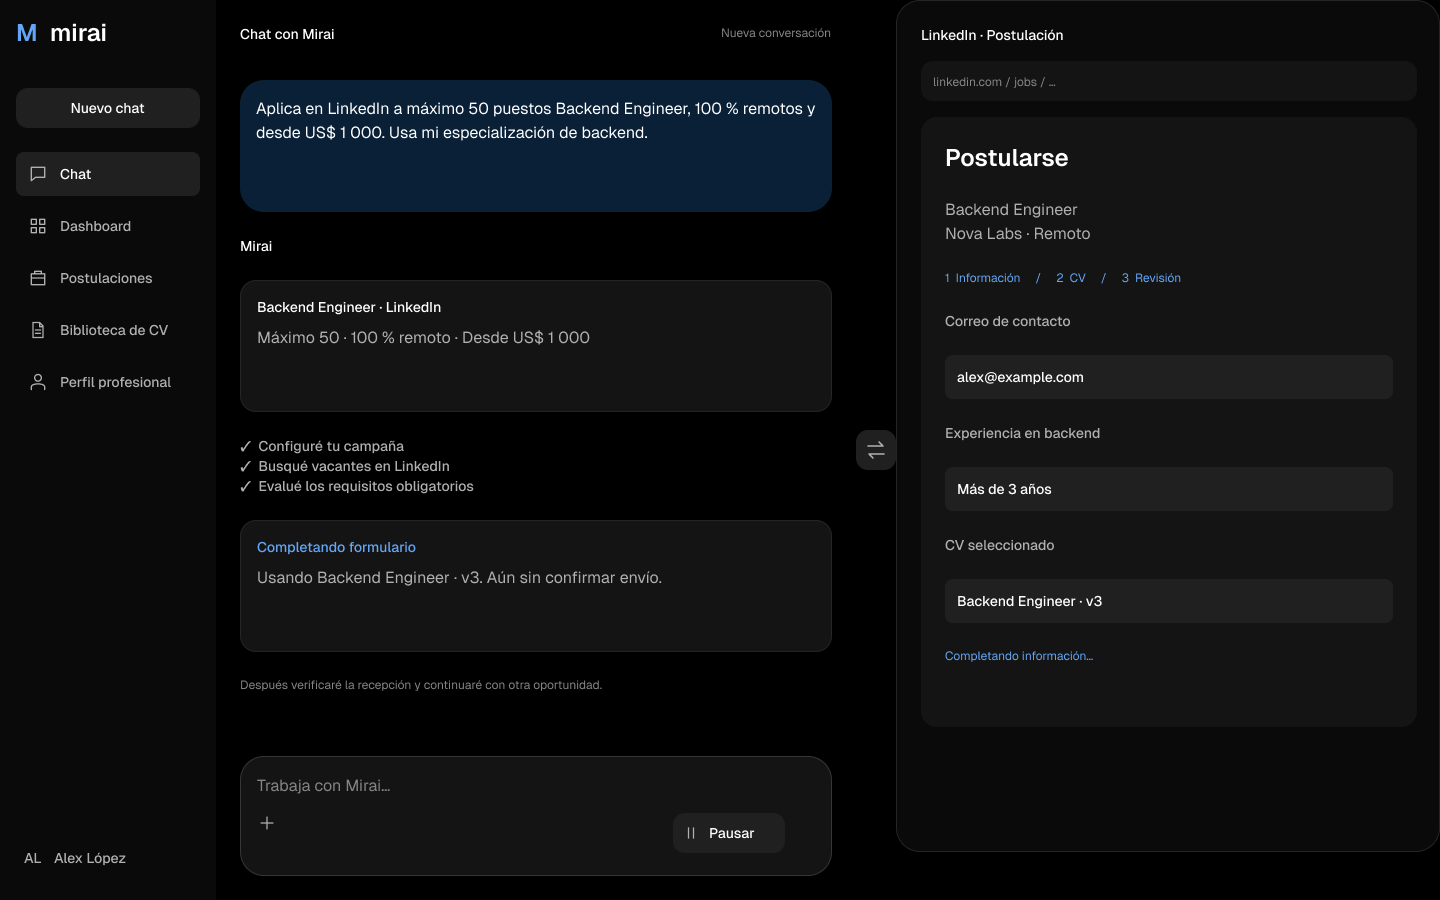 M mirai
Nuevo chat
Chat
Dashboard
Postulaciones
Biblioteca de CV
Perfil profesional
AL Alex López
Chat con Mirai
Nueva conversación
Aplica en LinkedIn a máximo 50 puestos Backend Engineer, 100 % remotos y
desde US$ 1 000. Usa mi especialización de backend.
Mirai
Backend Engineer · LinkedIn
Máximo 50 · 100 % remoto · Desde US$ 1 000
✓ Configuré tu campaña
✓ Busqué vacantes en LinkedIn
✓ Evalué los requisitos obligatorios
Completando formulario
Usando Backend Engineer · v3. Aún sin confirmar envío.
Después verificaré la recepción y continuaré con otra oportunidad.
Trabaja con Mirai…
Pausar
LinkedIn · Postulación
linkedin.com / jobs / …
Postularse
Backend Engineer
Nova Labs · Remoto
1 Información / 2 CV / 3 Revisión
Correo de contacto
alex@example.com
Experiencia en backend
Más de 3 años
CV seleccionado
Backend Engineer · v3
Completando información…